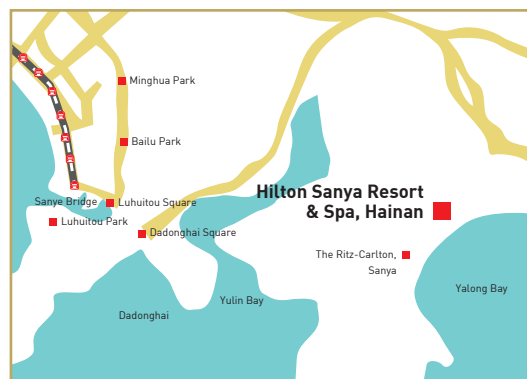 Minghua Park
Bailu Park
Sanye Bridge
Luhuitou Square
Luhuitou Park
Dadonghai Square
Hilton Sanya Resort
& Spa, Hainan
The Ritz-Carlton,
Sanya
Yulin Bay
Yalong Bay
Dadonghai